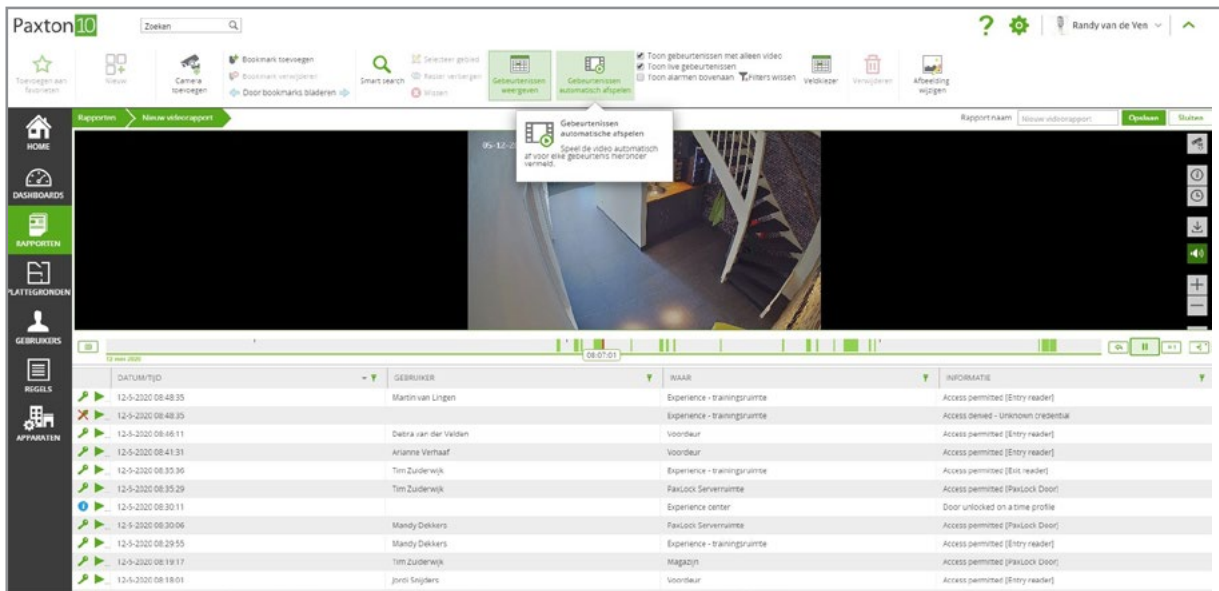 Paxton10
Zoeken
Randy van de Ven
Toevoegen aan favorieten
Nieuw
Camera toevoegen
Bookmark toevoegen
Bookmark verwijderen
Door bookmarks bladeren
Smart search
Selecteer gebied
Raster verbergen
Wissen
Gebeurtenissen weergeven
Gebeurtenissen automatisch afspelen
Toon gebeurtenissen met alleen video
Toon live gebeurtenissen
Toon alarmen bovenaan
Filters wissen
Veldkiezer
Verwijderen
Afbeelding wijzigen
Rapporten
Nieuw videorapport
Rapport naam
Nieuw videorapport
Opslaan
Sluiten
Gebeurtenissen
automatische afspelen
Speel de video automatisch
af voor elke gebeurtenis hieronder
vermeld.
05-12-20
HOME
DASHBOARDS
RAPPORTEN
PLATTEGRONDEN
GEBRUIKERS
REGELS
APPARATEN
12 mei 2020
08:07:01
DATUM/TIJD GEBRUIKER WAAR INFORMATIE
12-5-2020 08:48:35 Martin van Lingen Experience - trainingsruimte Access permitted [Entry reader]
12-5-2020 08:48:35 Experience - trainingsruimte Access denied - Unknown credential
12-5-2020 08:46:11 Debra van der Velden Voordeur Access permitted [Entry reader]
12-5-2020 08:41:31 Arianne Verhaaf Voordeur Access permitted [Entry reader]
12-5-2020 08:35:36 Tim Zuiderwijk Experience - trainingsruimte Access permitted [Exit reader]
12-5-2020 08:35:29 Tim Zuiderwijk PaxLock Serverruimte Access permitted [PaxLock Door]
12-5-2020 08:30:11 Experience center Door unlocked on a time profile
12-5-2020 08:30:06 Mandy Dekkers PaxLock Serverruimte Access permitted [PaxLock Door]
12-5-2020 08:29:55 Mandy Dekkers Experience - trainingsruimte Access permitted [Entry reader]
12-5-2020 08:19:17 Tim Zuiderwijk Magazijn Access permitted [PaxLock Door]
12-5-2020 08:18:01 Jordi Snijders Voordeur Access permitted [Entry reader]